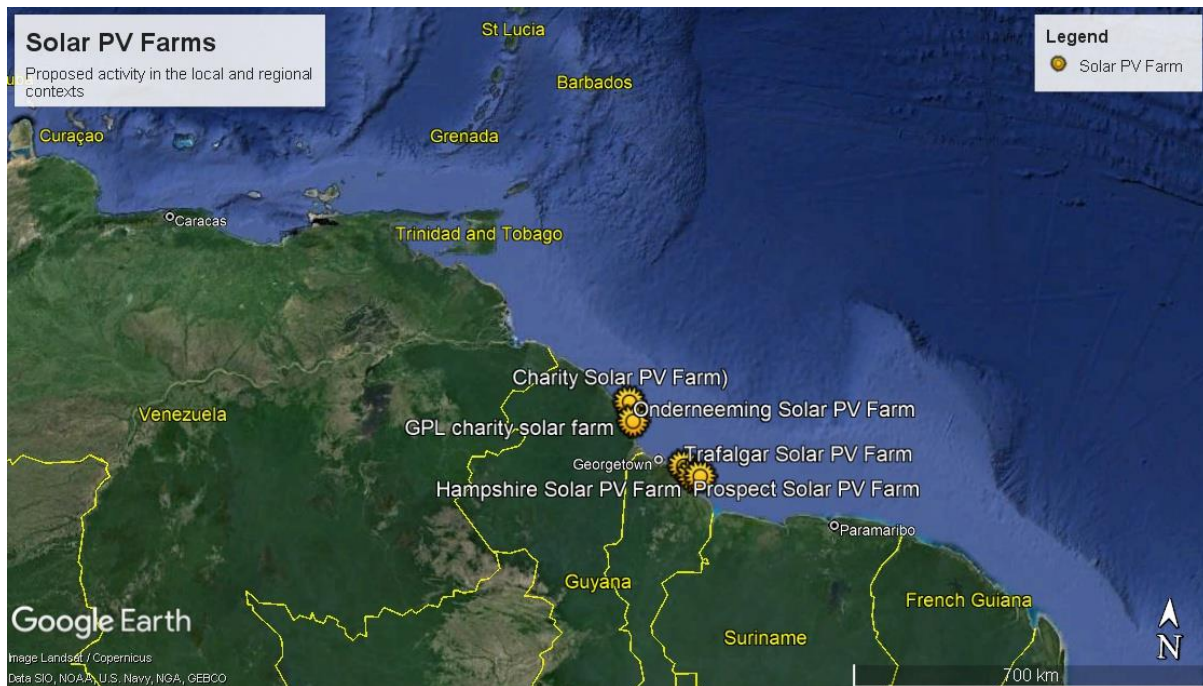 Solar PV Farms
Proposed activity in the local and regional
contexts
Legend
Solar PV Farm
St Lucia
Barbados
Curaçao
Grenada
Caracas
Trinidad and Tobago
Charity Solar PV Farm)
Onderneeming Solar PV Farm
Venezuela
GPL charity solar farm
Trafalgar Solar PV Farm
Georgetown
Hampshire Solar PV Farm
Prospect Solar PV Farm
Paramaribo
Guyana
French Guiana
Suriname
Google Earth
Image Landsat / Copernicus
Data SIO, NOAA, U.S. Navy, NGA, GEBCO
N
700 km